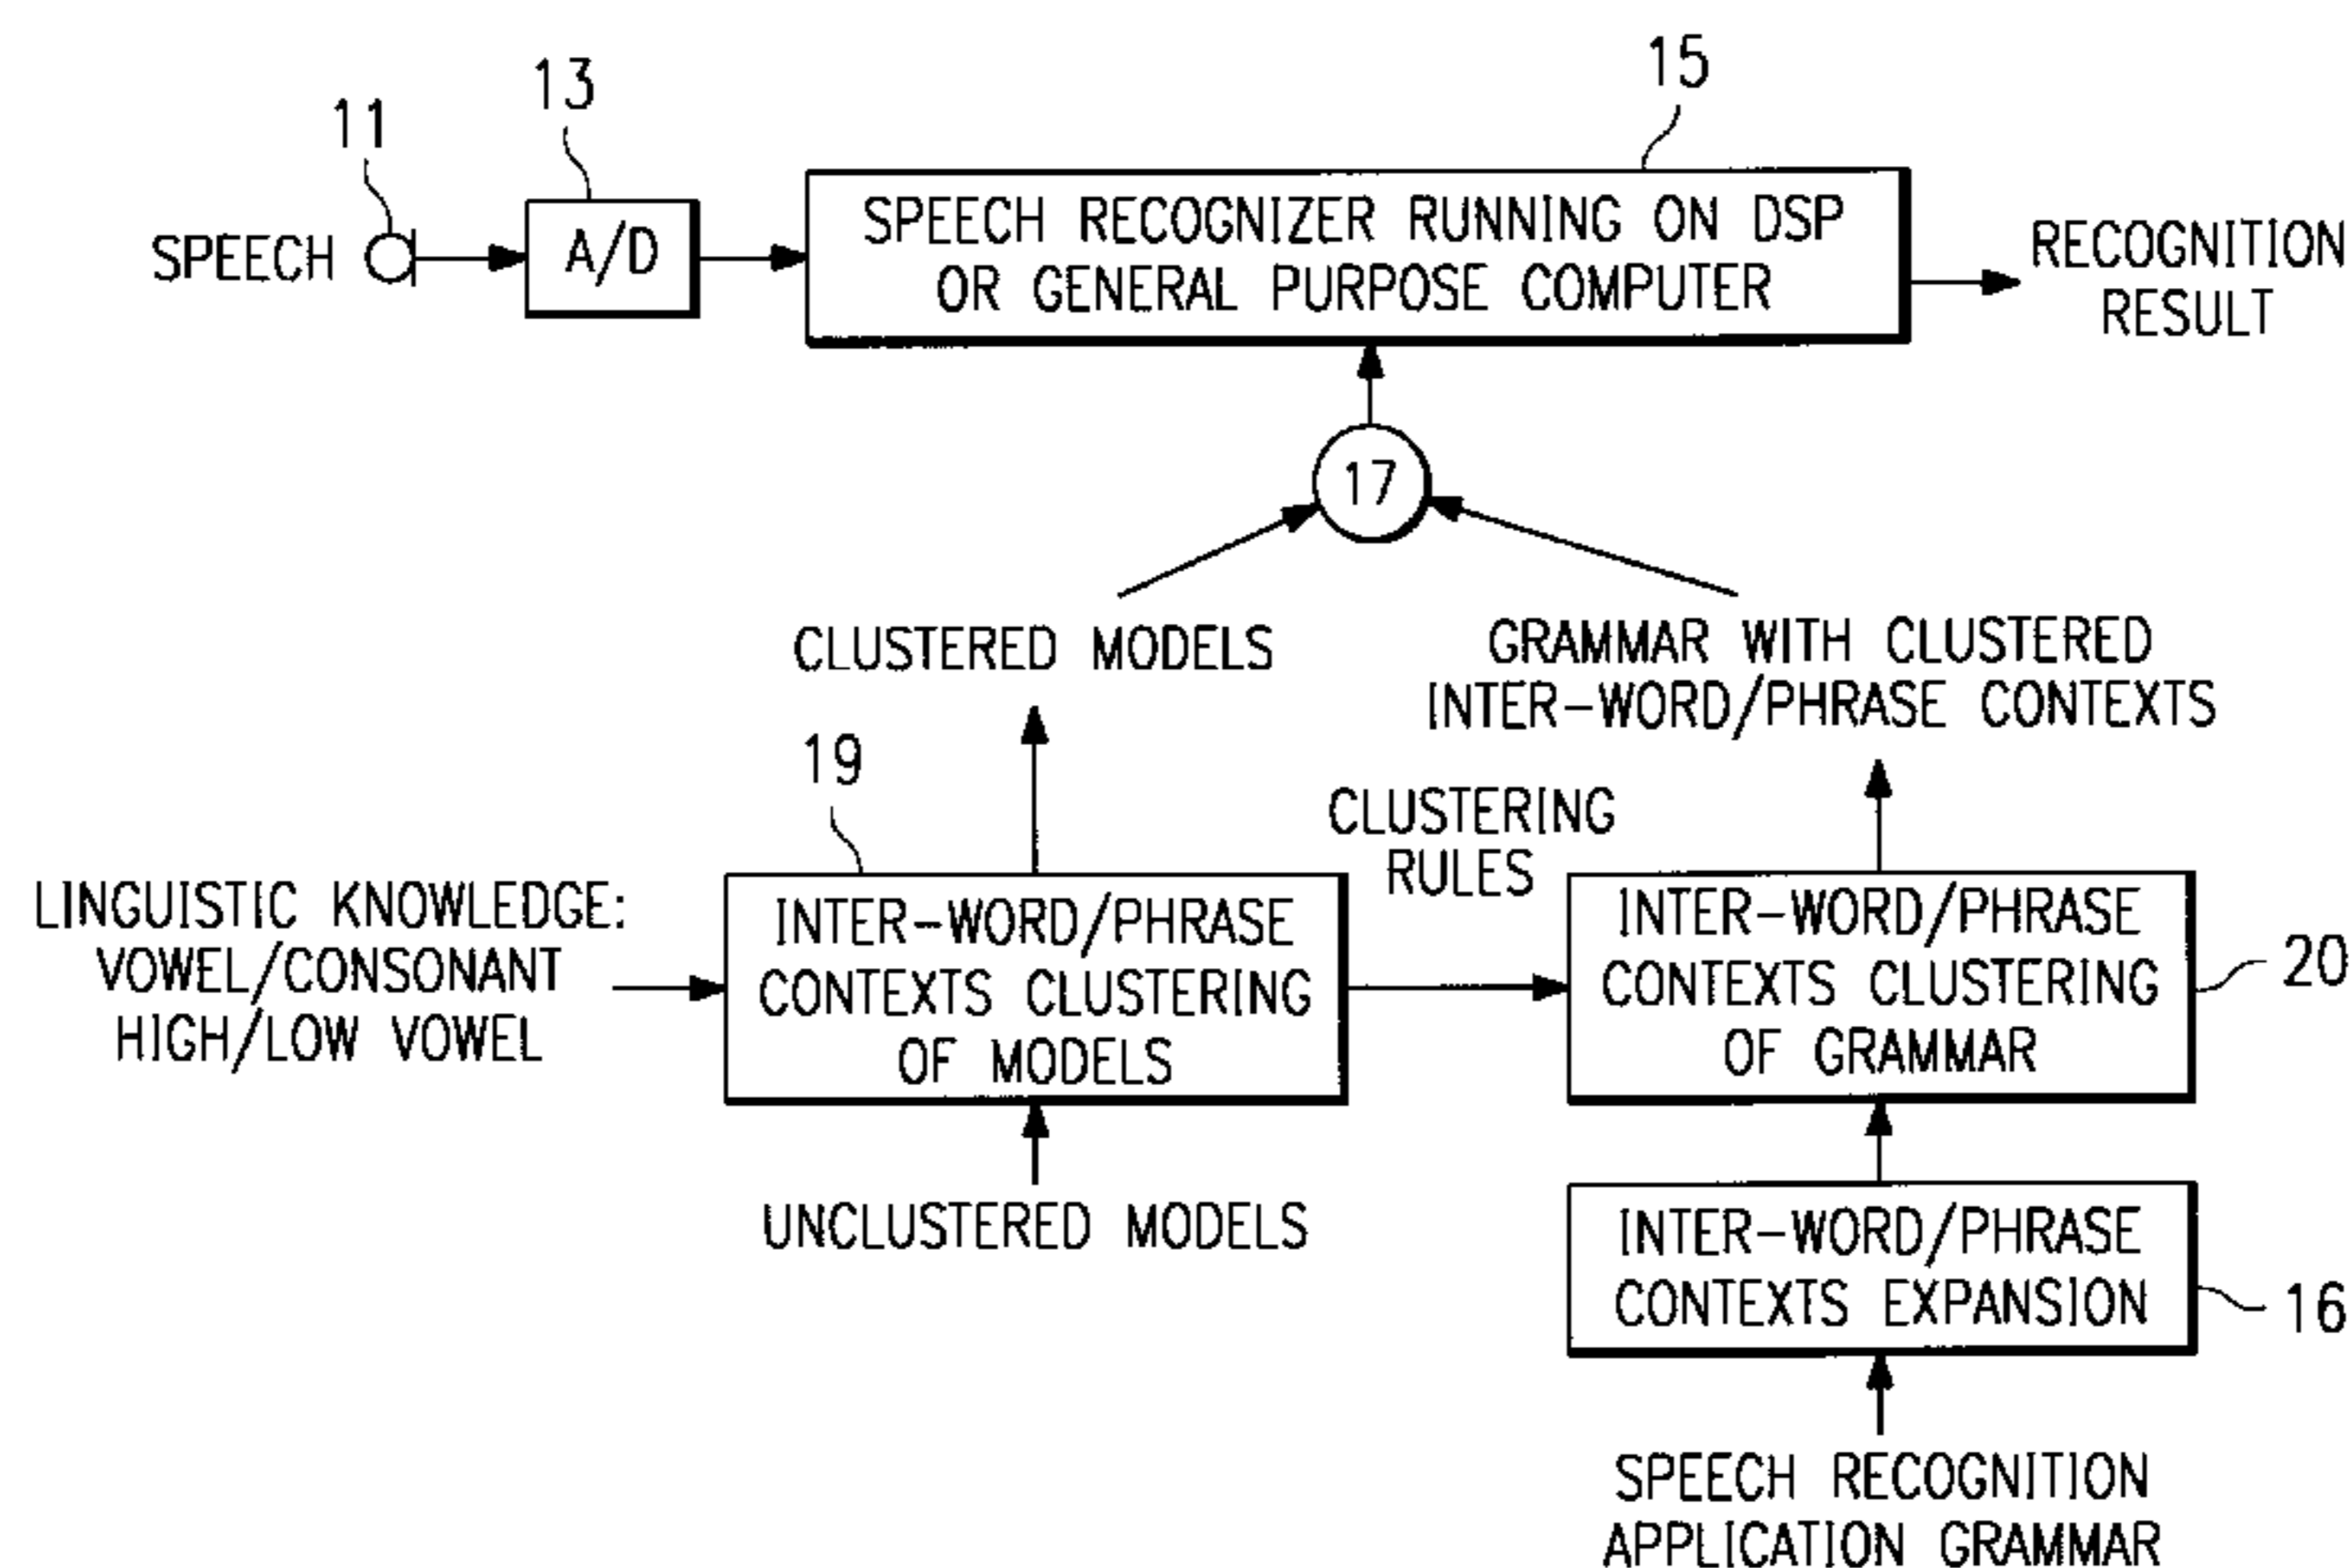 15
13
11
SPEECH
A/D
SPEECH RECOGNIZER RUNNING ON DSP
OR GENERAL PURPOSE COMPUTER
RECOGNITION
RESULT
17
CLUSTERED MODELS
GRAMMAR WITH CLUSTERED
INTER-WORD/PHRASE CONTEXTS
19
CLUSTERING
RULES
LINGUISTIC KNOWLEDGE:
VOWEL/CONSONANT
HIGH/LOW VOWEL
INTER-WORD/PHRASE
CONTEXTS CLUSTERING
OF MODELS
INTER-WORD/PHRASE
CONTEXTS CLUSTERING
OF GRAMMAR
20
UNCLUSTERED MODELS
INTER-WORD/PHRASE
CONTEXTS EXPANSION
16
SPEECH RECOGNITION
APPLICATION GRAMMAR